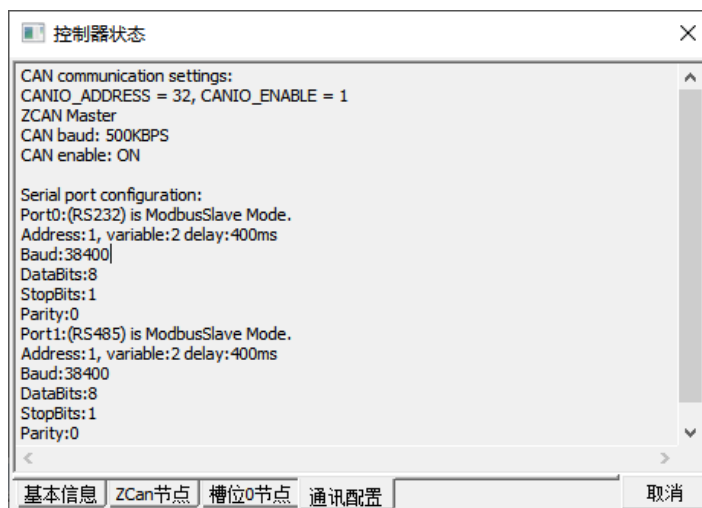 控制器状态
CAN communication settings:
CANIO_ADDRESS = 32, CANIO_ENABLE = 1
ZCAN Master
CAN baud: 500KBPS
CAN enable: ON
Serial port configuration:
Port0:(RS232) is ModbusSlave Mode.
Address:1, variable:2 delay:400ms
Baud:38400
DataBits:8
StopBits:1
Parity:0
Port1:(RS485) is ModbusSlave Mode.
Address:1, variable:2 delay:400ms
Baud:38400
DataBits:8
StopBits:1
Parity:0
基本信息 ZCan节点 槽位0节点 通讯配置 取消